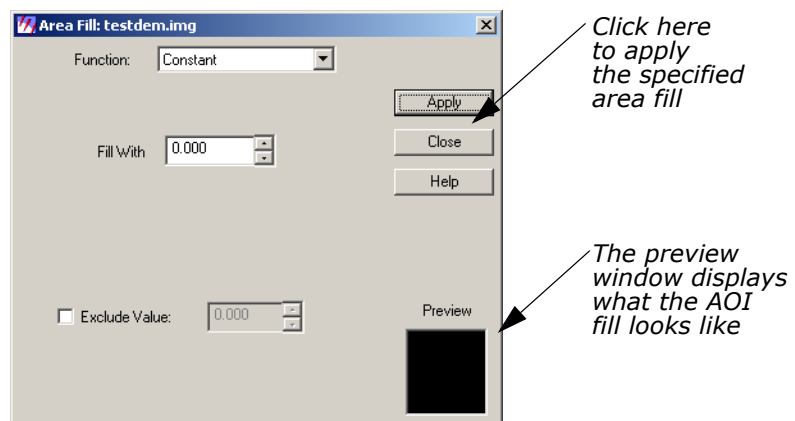 Area Fill: testdem.img
Function: Constant
Apply
Fill With 0.000
Close
Help
Exclude Value: 0.000
Preview
Click here
to apply
the specified
area fill
The preview
window displays
what the AOI
fill looks like